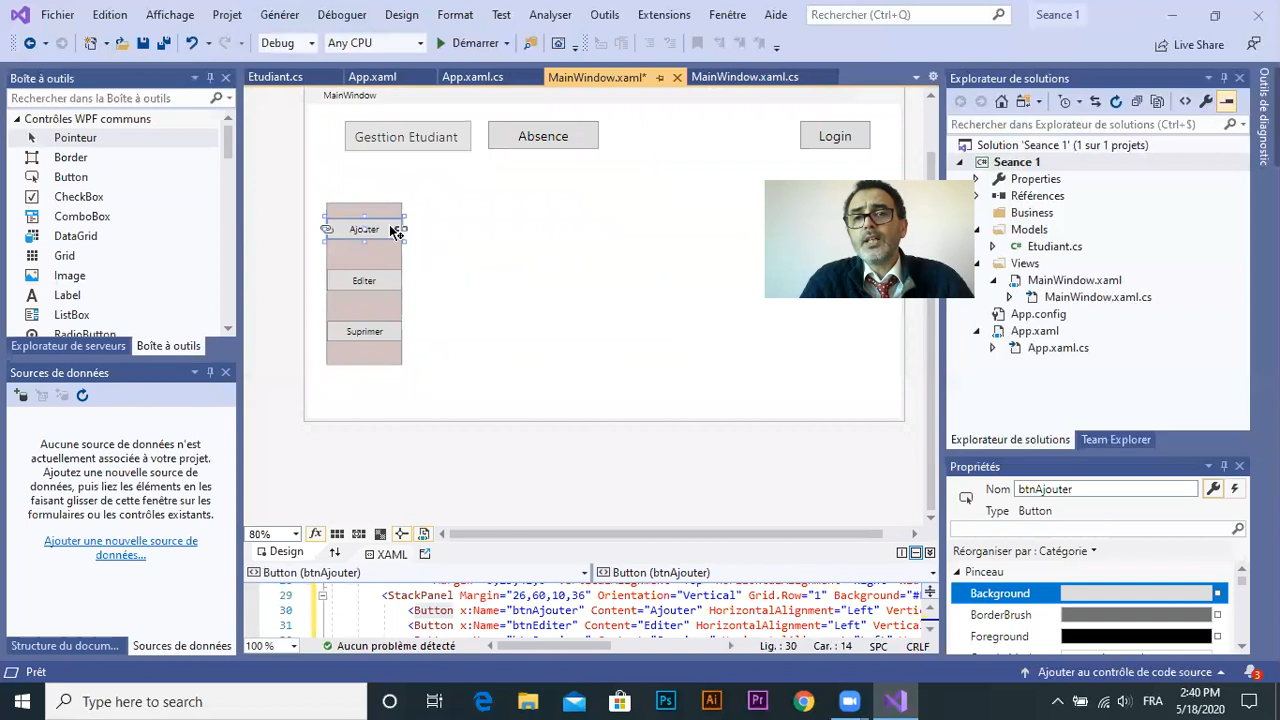 Fichier Edition Affichage Projet Générer Déboguer Design Format Test Analyser Outils Extensions Fenêtre Aide Rechercher (Ctrl+Q) Seance 1
Debug Any CPU Démarrer Live Share
Boîte à outils
Rechercher dans la Boîte à outils
Contrôles WPF communs
Pointeur
Border
Button
CheckBox
ComboBox
DataGrid
Grid
Image
Label
ListBox
RadioButton
Explorateur de serveurs Boîte à outils
Sources de données
Aucune source de données n'est
actuellement associée à votre projet.
Ajoutez une nouvelle source de
données, puis liez les éléments en
les faisant glisser de cette fenêtre sur
les formulaires ou les contrôles
existants.
Ajouter une nouvelle source de
données...
Structure du docum... Sources de données
Etudiant.cs App.xaml App.xaml.cs MainWindow.xaml* MainWindow.xaml.cs
MainWindow
Gesttion Etudiant Absence Login
Ajouter
Editer
Suprimer
80% fx
Design XAML
Button (btnAjouter) Button (btnAjouter)
29 <StackPanel Margin="26,60,10,36" Orientation="Vertical" Grid.Row="1" Background="#
30 <Button x:Name="btnAjouter" Content="Ajouter" HorizontalAlignment="Left" Vertic
31 <Button x:Name="btnEditer" Content="Editer" HorizontalAlignment="Left" Vertica
100 % Aucun problème détecté Lig. : 30 Car. : 14 SPC CRLF
Explorateur de solutions
Rechercher dans Explorateur de solutions (Ctrl+$)
Solution 'Seance 1' (1 sur 1 projets)
C# Seance 1
Properties
Références
Business
Models
Etudiant.cs
Views
MainWindow.xaml
MainWindow.xaml.cs
App.config
App.xaml
App.xaml.cs
Explorateur de solutions Team Explorer
Outils de diagnostic
Propriétés
Nom btnAjouter
Type Button
Réorganiser par : Catégorie
Pinceau
Background
BorderBrush
Foreground
Prêt Ajouter au contrôle de code source 3
Type here to search Ps Ai Pr FRA 2:40 PM
5/18/2020